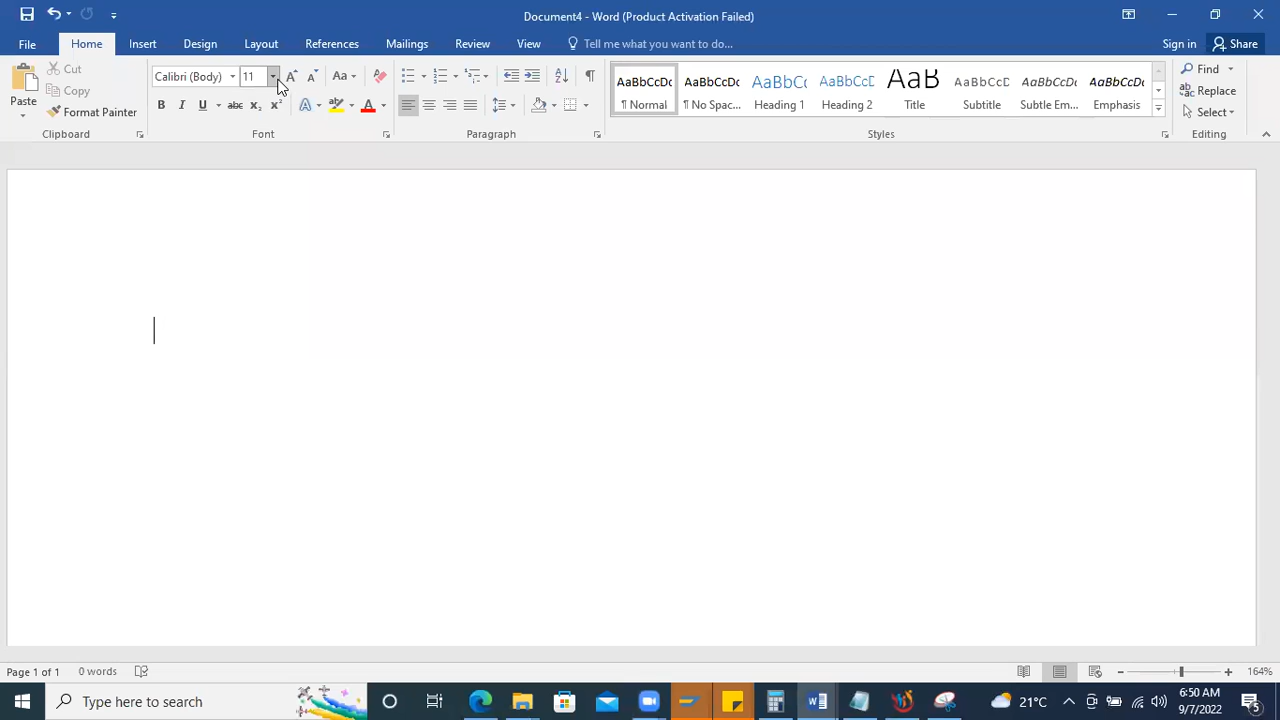 Document4 - Word (Product Activation Failed)
File Home Insert Design Layout References Mailings Review View Tell me what you want to do... Sign in Share
Paste
Cut
Copy
Format Painter
Clipboard
Calibri (Body) 11
Aa
B I U abc x₂ x²
A A
Font
Paragraph
AaBbCcDc AaBbCcDc AaBbCc AaBbCcD AaB AaBbCcD AaBbCcDc AaBbCcDc
¶ Normal ¶ No Spac... Heading 1 Heading 2 Title Subtitle Subtle Em... Emphasis
Styles
Find
Replace
Select
Editing
Page 1 of 1 0 words 164%
Type here to search
21°C
6:50 AM
9/7/2022
5